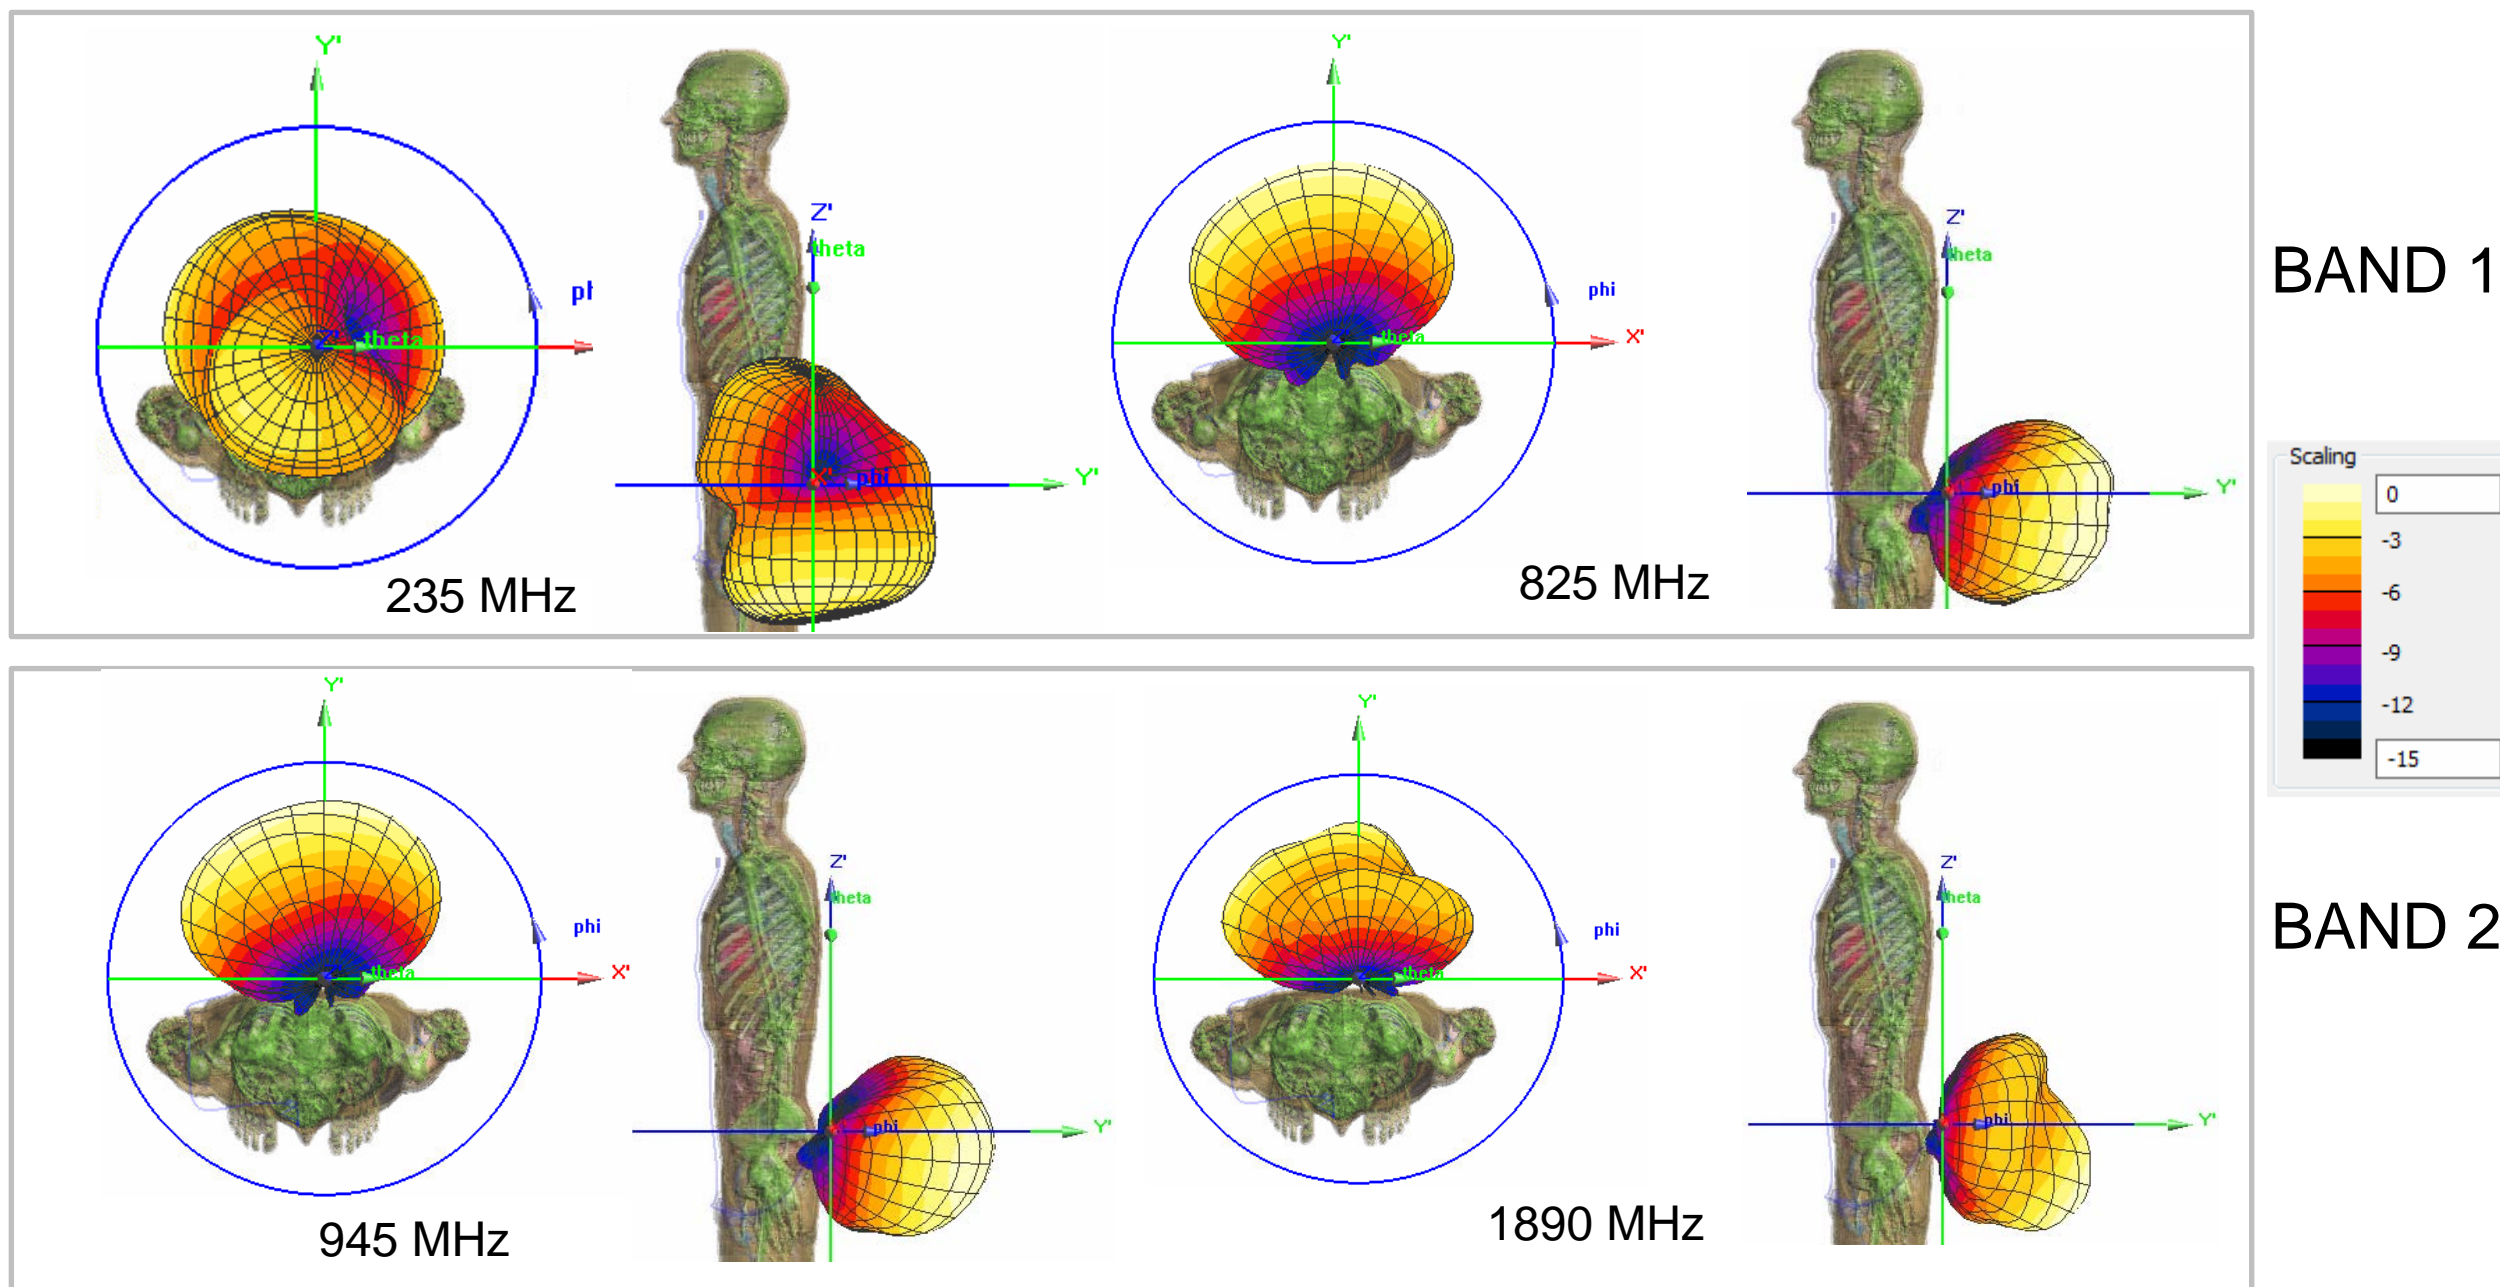 Y'
ph
theta
Z'
235 MHz
Z'
theta
X'
phi
Y'
Y'
phi
X'
theta
Z'
825 MHz
Z'
theta
phi
Y'
BAND 1
Scaling
0
-3
-6
-9
-12
-15
Y'
phi
X'
theta
Z'
945 MHz
Z'
theta
phi
Y'
Y'
phi
X'
theta
Z'
1890 MHz
Z'
theta
phi
Y'
BAND 2